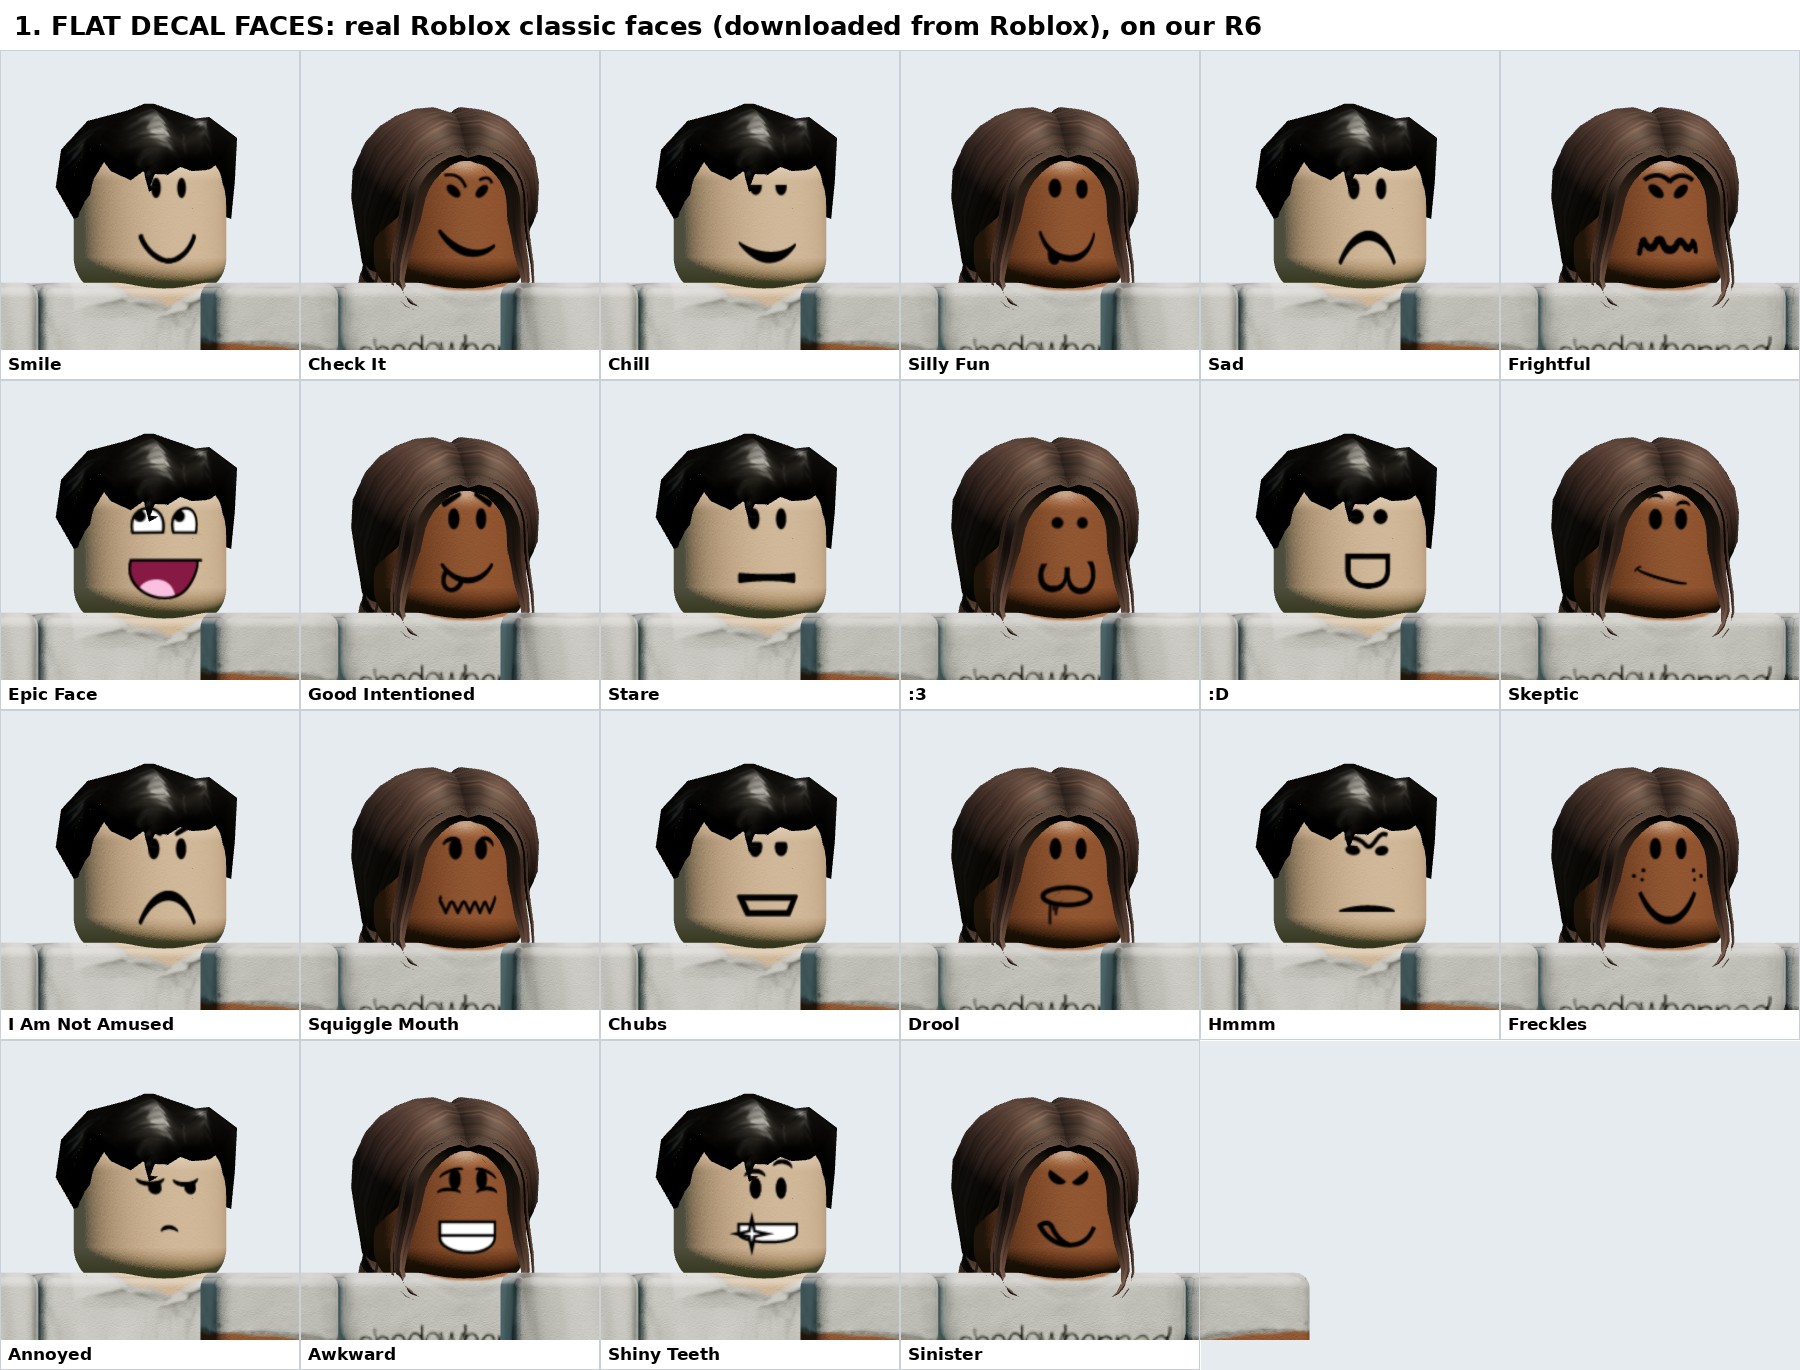 1. FLAT DECAL FACES: real Roblox classic faces (downloaded from Roblox), on our R6
Smile
Check It
Chill
Silly Fun
Sad
Frightful
Epic Face
Good Intentioned
Stare
:3
:D
Skeptic
I Am Not Amused
Squiggle Mouth
Chubs
Drool
Hmmm
Freckles
Annoyed
Awkward
Shiny Teeth
Sinister